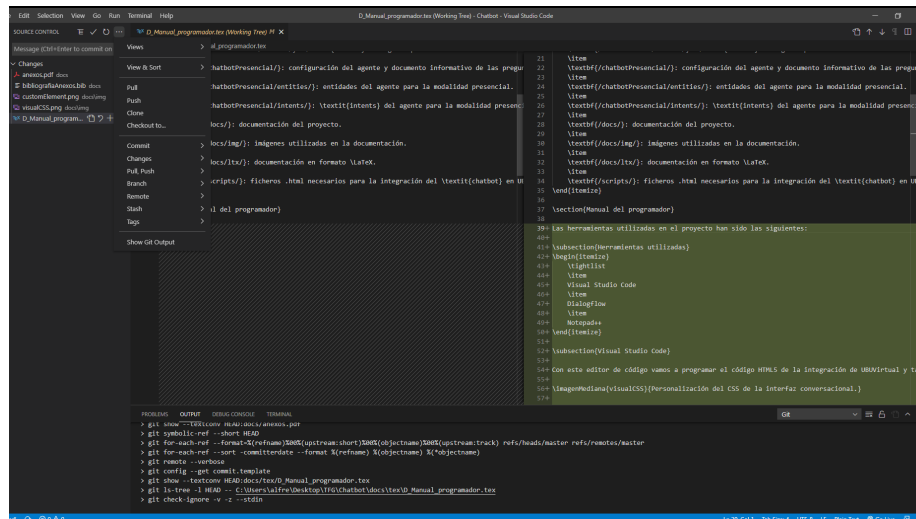 Edit Selection View Go Run Terminal Help
D_Manual_programador.tex (Working Tree) - Chatbot - Visual Studio Code
SOURCE CONTROL
D_Manual_programador.tex (Working Tree) M
Message (Ctrl+Enter to commit on
Changes
anexos.pdf docs
bibliografiaAnexos.bib docs
customElement.png docs\img
visualCSS.png docs\img
D_Manual_program...
Views
View & Sort
Pull
Push
Clone
Checkout to...
Commit
Changes
Pull, Push
Branch
Remote
Stash
Tags
Show Git Output
al_programador.tex
hatbotPresencial/}: configuración del agente y documento informativo de las pregun
hatbotPresencial/entities/}: entidades del agente para la modalidad presencial.
hatbotPresencial/intents/}: \textit{intents} del agente para la modalidad presenc
docs/}: documentación del proyecto.
docs/img/}: imágenes utilizadas en la documentación.
docs/ltx/}: documentación en formato \LaTeX.
scripts/}: ficheros .html necesarios para la integración del \textit{chatbot} en U
l del programador}
21 \item
22 \textbf{/chatbotPresencial/}: configuración del agente y documento informativo de las pregu
23 \item
24 \textbf{/chatbotPresencial/entities/}: entidades del agente para la modalidad presencial.
25 \item
26 \textbf{/chatbotPresencial/intents/}: \textit{intents} del agente para la modalidad presenc
27 \item
28 \textbf{/docs/}: documentación del proyecto.
29 \item
30 \textbf{/docs/img/}: imágenes utilizadas en la documentación.
31 \item
32 \textbf{/docs/ltx/}: documentación en formato \LaTeX.
33 \item
34 \textbf{/scripts/}: ficheros .html necesarios para la integración del \textit{chatbot} en U
35 \end{itemize}
36
37 \section{Manual del programador}
38
39+ Las herramientas utilizadas en el proyecto han sido las siguientes:
40+
41+ \subsection{Herramientas utilizadas}
42+ \begin{itemize}
43+ \tightlist
44+ \item
45+ Visual Studio Code
46+ \item
47+ Dialogflow
48+ \item
49+ Notepad++
50+ \end{itemize}
51+
52+ \subsection{Visual Studio Code}
53+
54+ Con este editor de código vamos a programar el código HTML5 de la integración de UBUVirtual y ta
55+
56+ \imagenMediana{visualCSS}{Personalización del CSS de la interfaz conversacional.}
57+
PROBLEMS OUTPUT DEBUG CONSOLE TERMINAL
Git
> git show --textconv HEAD:docs/anexos.pdf
> git symbolic-ref --short HEAD
> git for-each-ref --format=%(refname)%00%(upstream:short)%00%(objectname)%00%(upstream:track) refs/heads/master refs/remotes/master
> git for-each-ref --sort -committerdate --format %(refname) %(objectname) %(*objectname)
> git remote --verbose
> git config --get commit.template
> git show --textconv HEAD:docs/tex/D_Manual_programador.tex
> git ls-tree -l HEAD -- C:\Users\alfre\Desktop\TFG\Chatbot\docs\tex\D_Manual_programador.tex
> git check-ignore -v -z --stdin